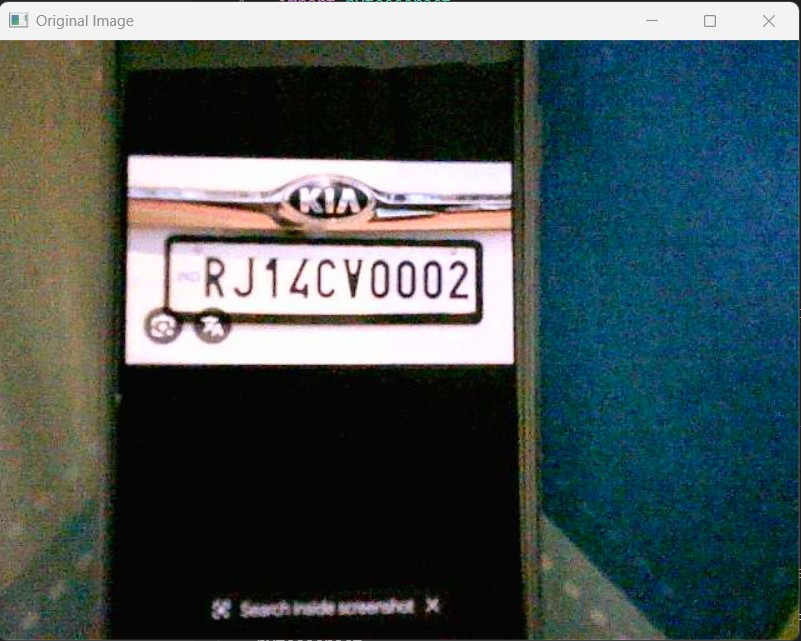 Original Image
KIA
IND
RJ14CV0002
Search inside screenshot